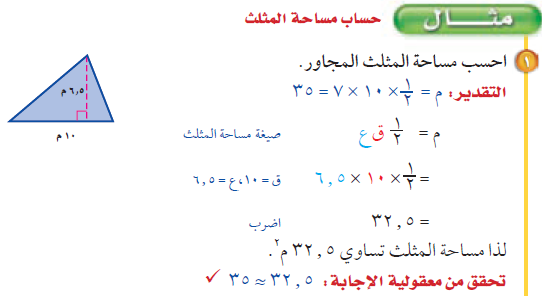 مثال حساب مساحة المثلث
١ احسب مساحة المثلث المجاور.
٦,٥ م
١٠ م
التقدير: م = ١/٢ × ١٠ × ٧ = ٣٥
م = ١/٢ ق ع صيغة مساحة المثلث
= ١/٢ × ١٠ × ٦,٥ ق = ١٠، ع = ٦,٥
= ٣٢,٥ اضرب
لذا مساحة المثلث تساوي ٣٢,٥ م٢.
تحقق من معقولية الإجابة: ٣٢,٥ ≈ ٣٥ ✓